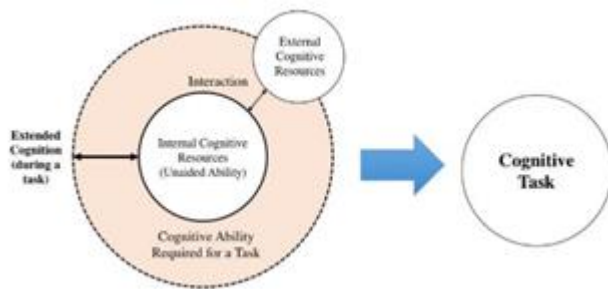 External
Cognitive
Resources
Interaction
Extended
Cognition
(during a
task)
Internal Cognitive
Resources
(Unaided Ability)
Cognitive Ability
Required for a Task
Cognitive
Task